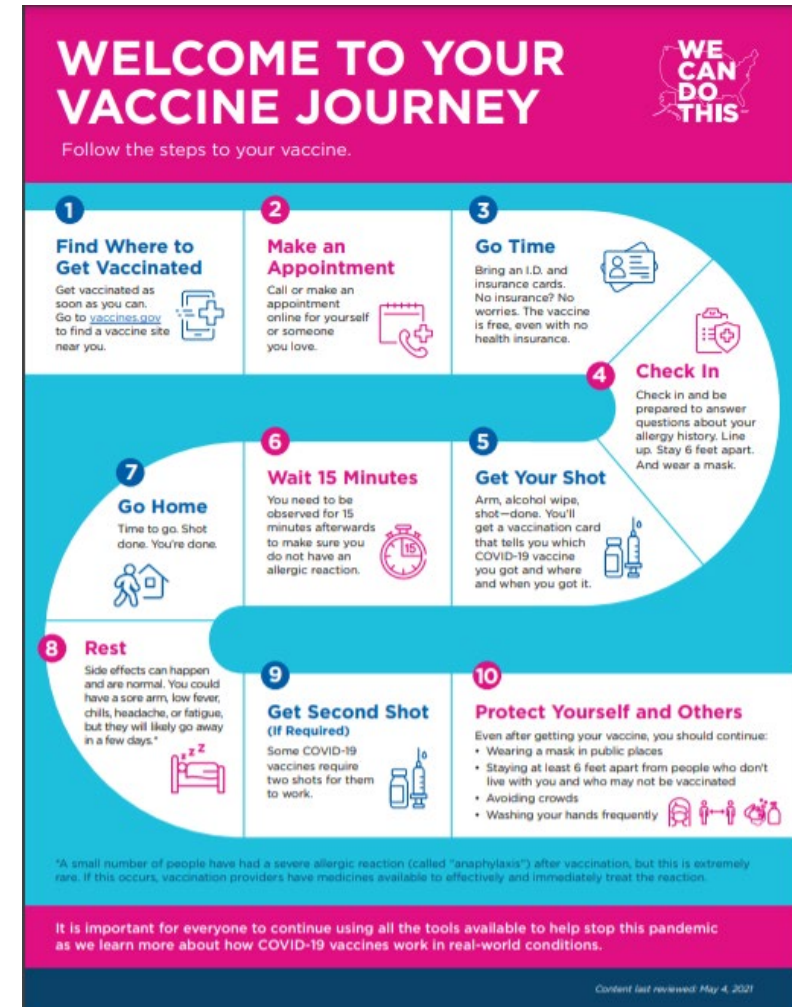 WELCOME TO YOUR
VACCINE JOURNEY
Follow the steps to your vaccine.
WE
CAN
DO
THIS
1
Find Where to
Get Vaccinated
Get vaccinated as
soon as you can.
Go to vaccines.gov
to find a vaccine site
near you.
2
Make an
Appointment
Call or make an
appointment
online for yourself
or someone
you love.
3
Go Time
Bring an I.D. and
insurance cards.
No insurance? No
worries. The vaccine
is free, even with no
health insurance.
4
Check In
Check in and be
prepared to answer
questions about your
allergy history. Line
up. Stay 6 feet apart.
And wear a mask.
5
Get Your Shot
Arm, alcohol wipe,
shot—done. You'll
get a vaccination card
that tells you which
COVID-19 vaccine
you got and where
and when you got it.
6
Wait 15 Minutes
You need to be
observed for 15
minutes afterwards
to make sure you
do not have an
allergic reaction.
15
7
Go Home
Time to go. Shot
done. You're done.
8
Rest
Side effects can happen
and are normal. You could
have a sore arm, low fever,
chills, headache, or fatigue,
but they will likely go away
in a few days.*
z z Z
9
Get Second Shot
(If Required)
Some COVID-19
vaccines require
two shots for them
to work.
10
Protect Yourself and Others
Even after getting your vaccine, you should continue:
• Wearing a mask in public places
• Staying at least 6 feet apart from people who don't
live with you and who may not be vaccinated
• Avoiding crowds
• Washing your hands frequently
*A small number of people have had a severe allergic reaction (called "anaphylaxis") after vaccination, but this is extremely
rare. If this occurs, vaccination providers have medicines available to effectively and immediately treat the reaction.
It is important for everyone to continue using all the tools available to help stop this pandemic
as we learn more about how COVID-19 vaccines work in real-world conditions.
Content last reviewed: May 4, 2021